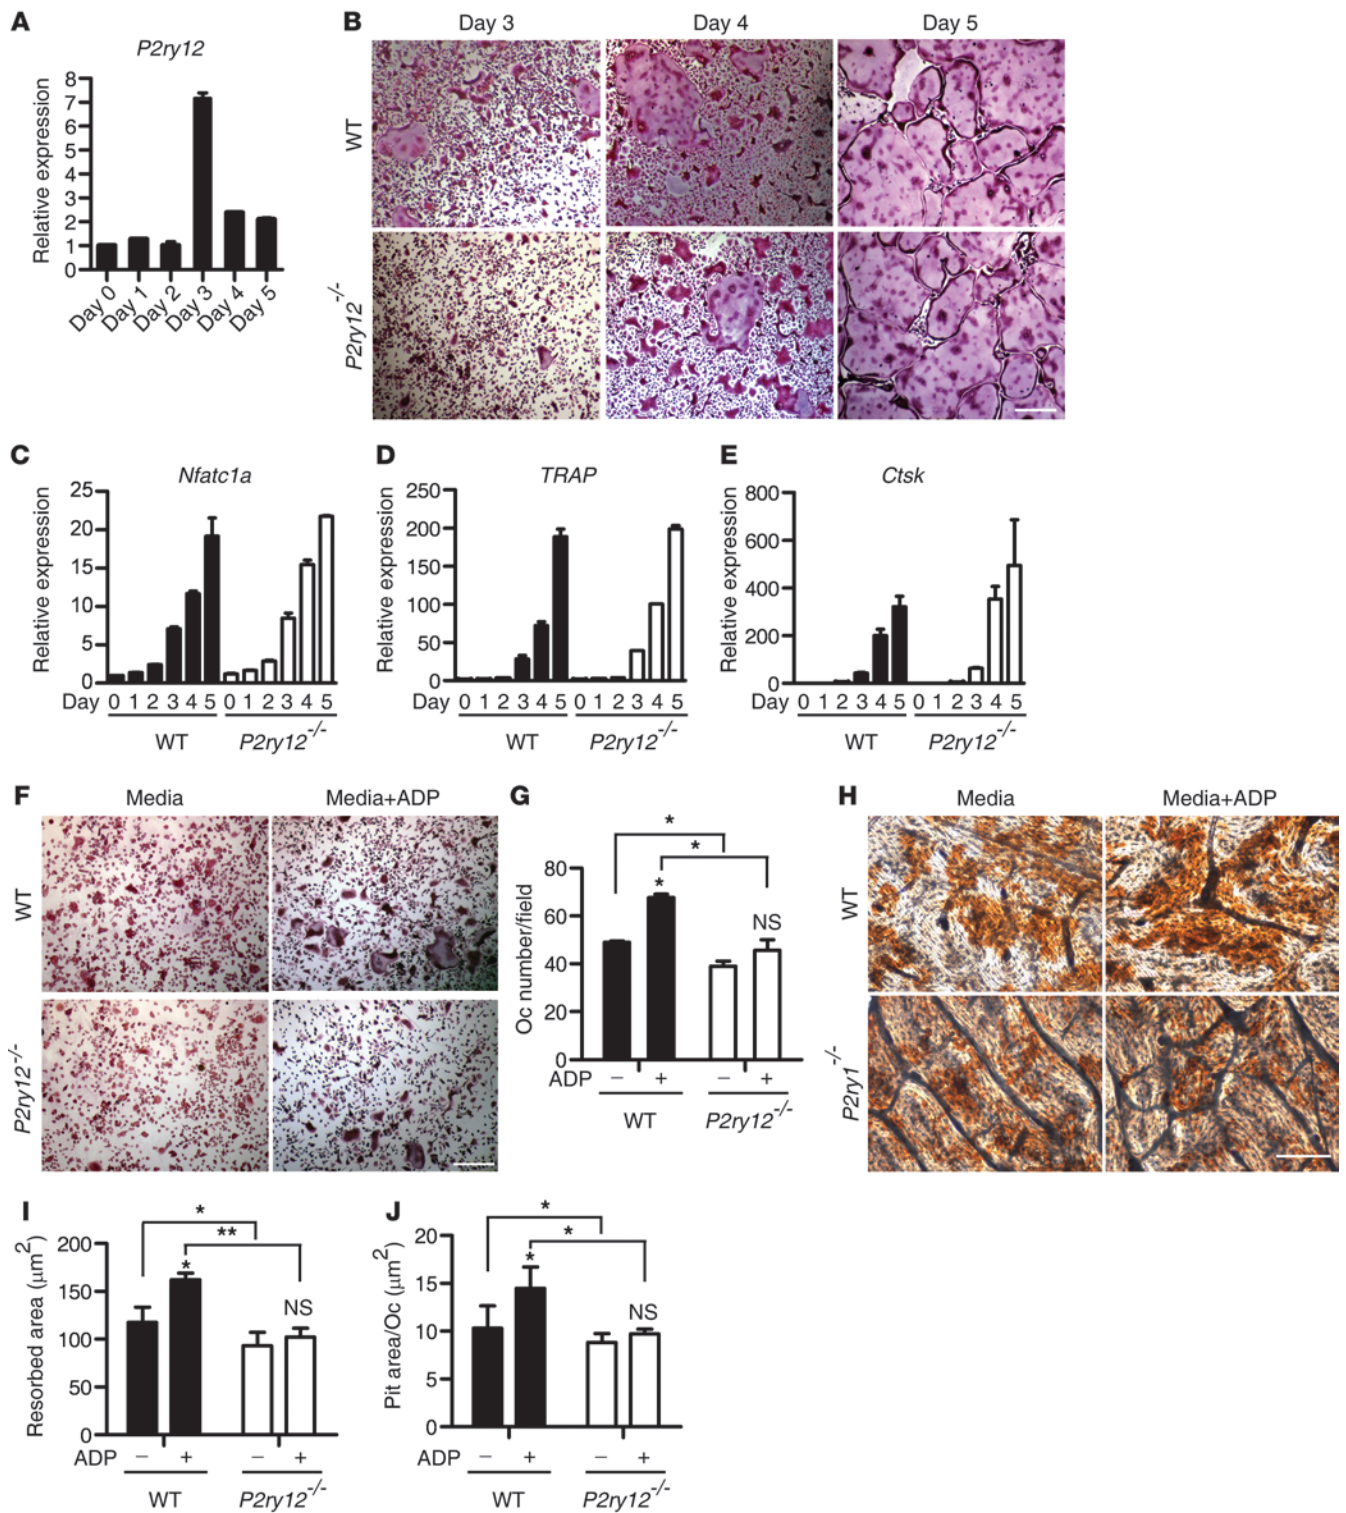 A
P2ry12
Relative expression
8
7
6
5
4
3
2
1
0
Day 0
Day 1
Day 2
Day 3
Day 4
Day 5
B
Day 3
Day 4
Day 5
WT
P2ry12-/-
C
Nfatc1a
Relative expression
25
20
15
10
5
0
Day 0 1 2 3 4 5 0 1 2 3 4 5
WT
P2ry12-/-
D
TRAP
Relative expression
250
200
150
100
50
0
Day 0 1 2 3 4 5 0 1 2 3 4 5
WT
P2ry12-/-
E
Ctsk
Relative expression
800
600
400
200
0
Day 0 1 2 3 4 5 0 1 2 3 4 5
WT
P2ry12-/-
F
Media
Media+ADP
WT
P2ry12-/-
G
*
*
*
NS
Oc number/field
80
60
40
20
0
ADP − + − +
WT
P2ry12-/-
H
Media
Media+ADP
WT
P2ry1-/-
I
*
**
*
NS
Resorbed area (μm2)
200
150
100
50
0
ADP − + − +
WT
P2ry12-/-
J
*
*
*
NS
Pit area/Oc (μm2)
20
15
10
5
0
ADP − + − +
WT
P2ry12-/-